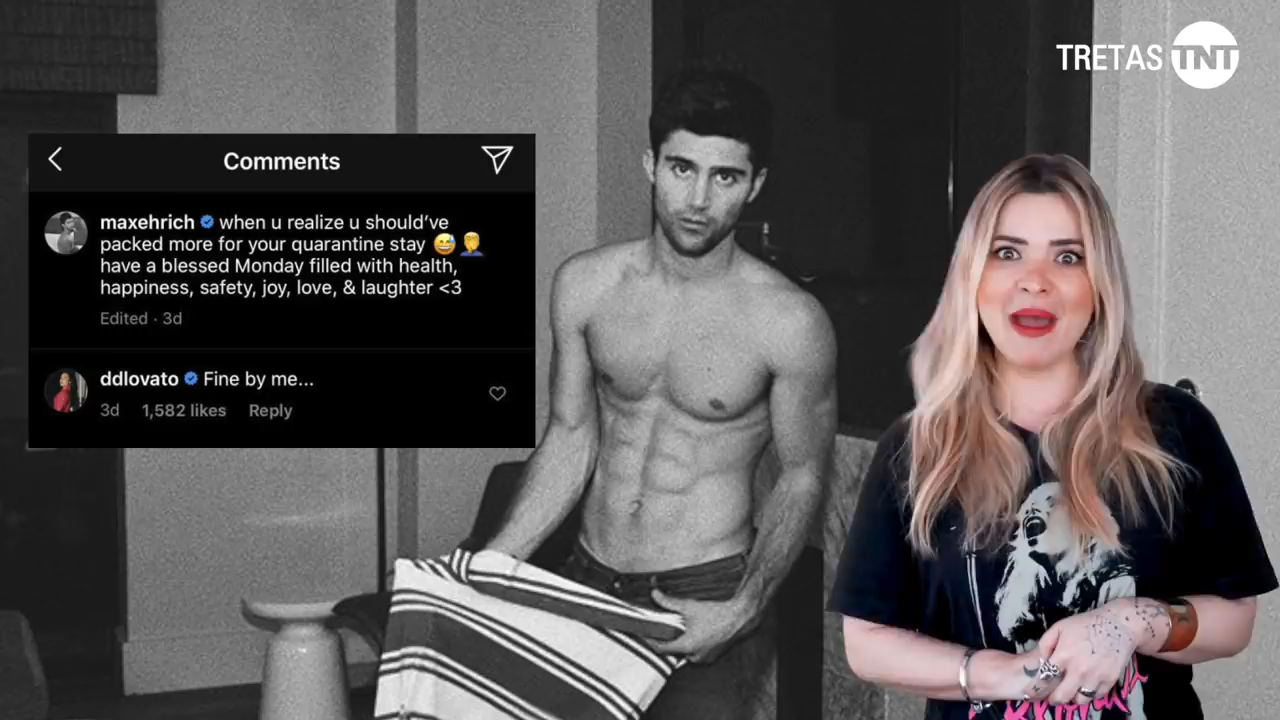 TRETAS TNT
Comments
maxehrich when u realize u should've
packed more for your quarantine stay 😅🤦‍♂️
have a blessed Monday filled with health,
happiness, safety, joy, love, & laughter <3
Edited · 3d
ddlovato Fine by me...
3d 1,582 likes Reply